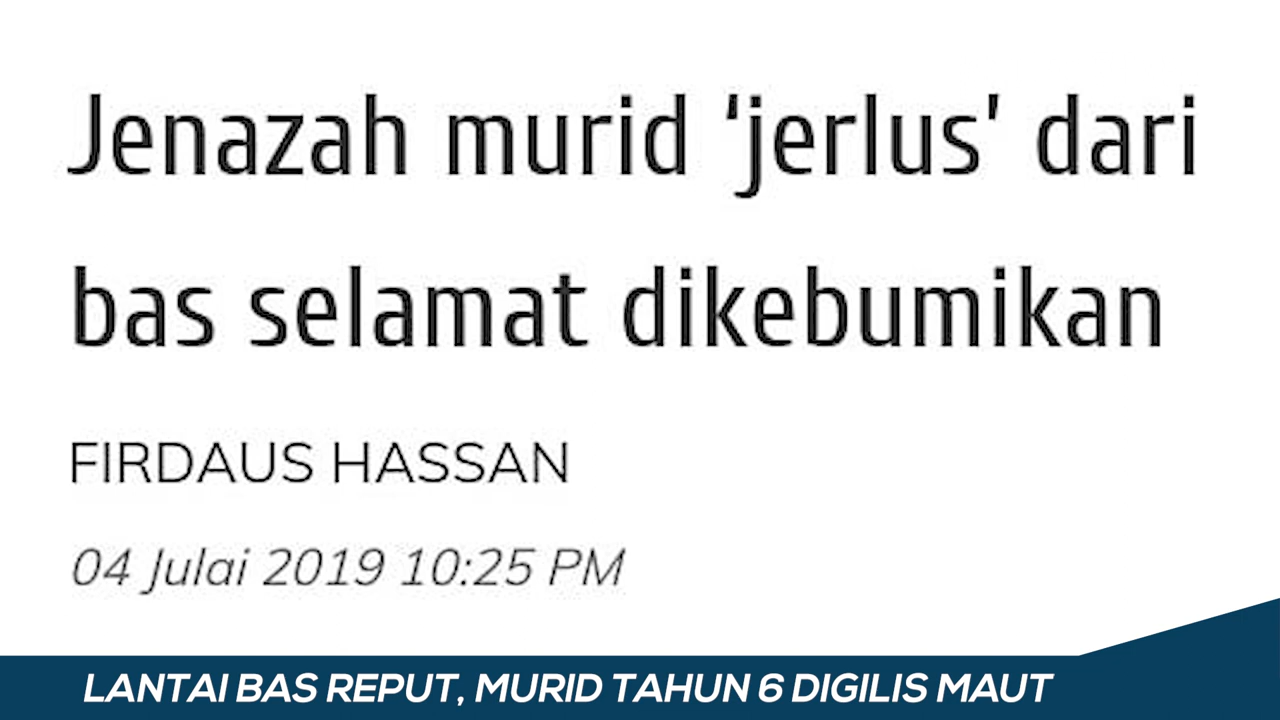 Jenazah murid ‘jerlus’ dari
bas selamat dikebumikan
FIRDAUS HASSAN
04 Julai 2019 10:25 PM
LANTAI BAS REPUT, MURID TAHUN 6 DIGILIS MAUT